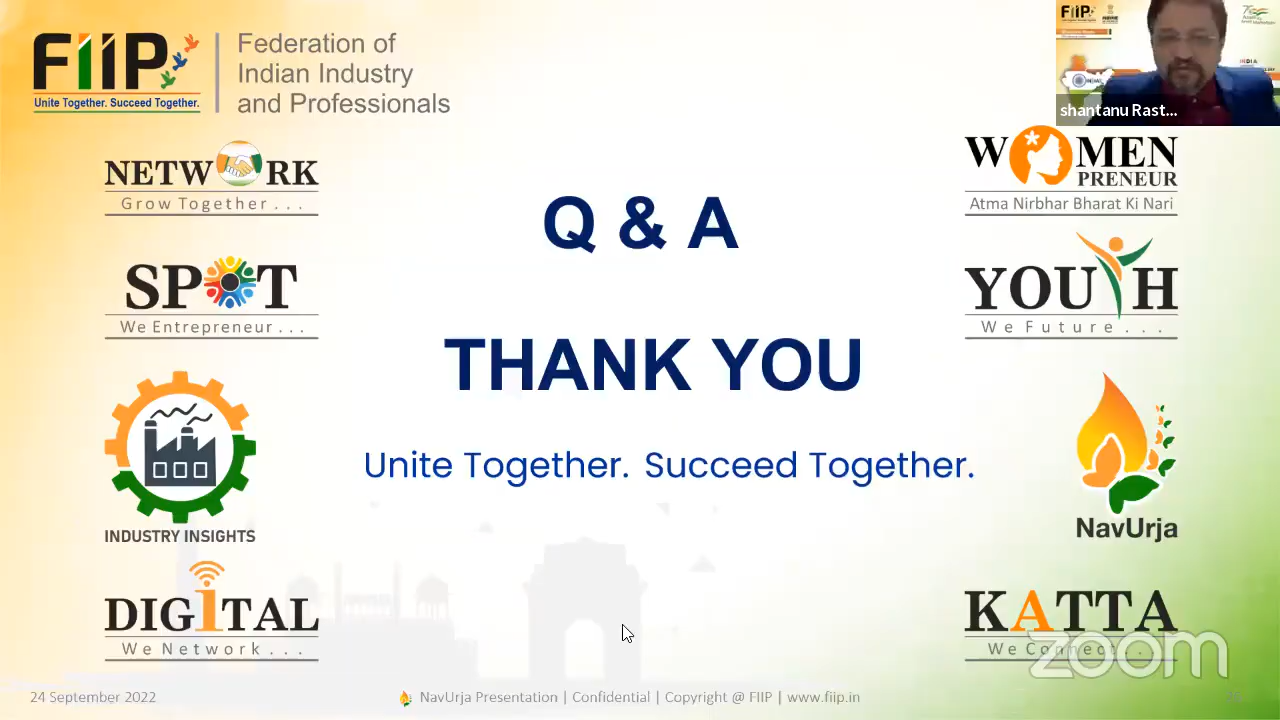 FIIP
Unite Together. Succeed Together.
Federation of
Indian Industry
and Professionals
shantanu Rast...
NETWORK
Grow Together . . .
SPOT
We Entrepreneur . . .
INDUSTRY INSIGHTS
DIGITAL
We Network . . .
Q & A
THANK YOU
Unite Together. Succeed Together.
WOMEN
PRENEUR
Atma Nirbhar Bharat Ki Nari
YOUTH
We Future . . .
NavUrja
KATTA
We Connect . . .
zoom
24 September 2022
NavUrja Presentation | Confidential | Copyright @ FIIP | www.fiip.in